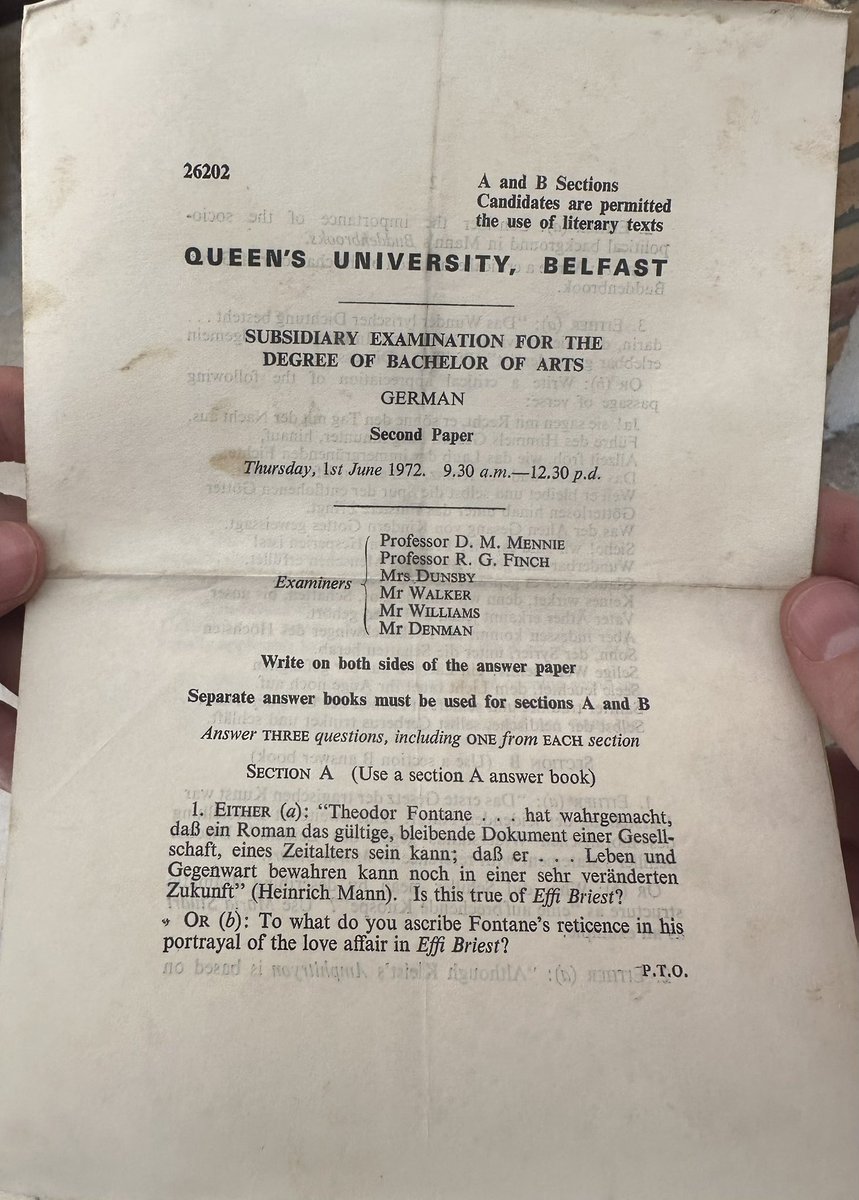 26202
A and B Sections
Candidates are permitted
the use of literary texts
QUEEN'S UNIVERSITY, BELFAST
SUBSIDIARY EXAMINATION FOR THE
DEGREE OF BACHELOR OF ARTS
GERMAN
Second Paper
Thursday, 1st June 1972. 9.30 a.m.—12.30 p.d.
Examiners
Professor D. M. MENNIE
Professor R. G. FINCH
Mrs DUNSBY
Mr WALKER
Mr WILLIAMS
Mr DENMAN
Write on both sides of the answer paper
Separate answer books must be used for sections A and B
Answer THREE questions, including ONE from EACH section
SECTION A (Use a section A answer book)
1. EITHER (a): "Theodor Fontane . . . hat wahrgemacht,
daß ein Roman das gültige, bleibende Dokument einer Gesell-
schaft, eines Zeitalters sein kann; daß er . . . Leben und
Gegenwart bewahren kann noch in einer sehr veränderten
Zukunft" (Heinrich Mann). Is this true of Effi Briest?
OR (b): To what do you ascribe Fontane's reticence in his
portrayal of the love affair in Effi Briest?
P.T.O.